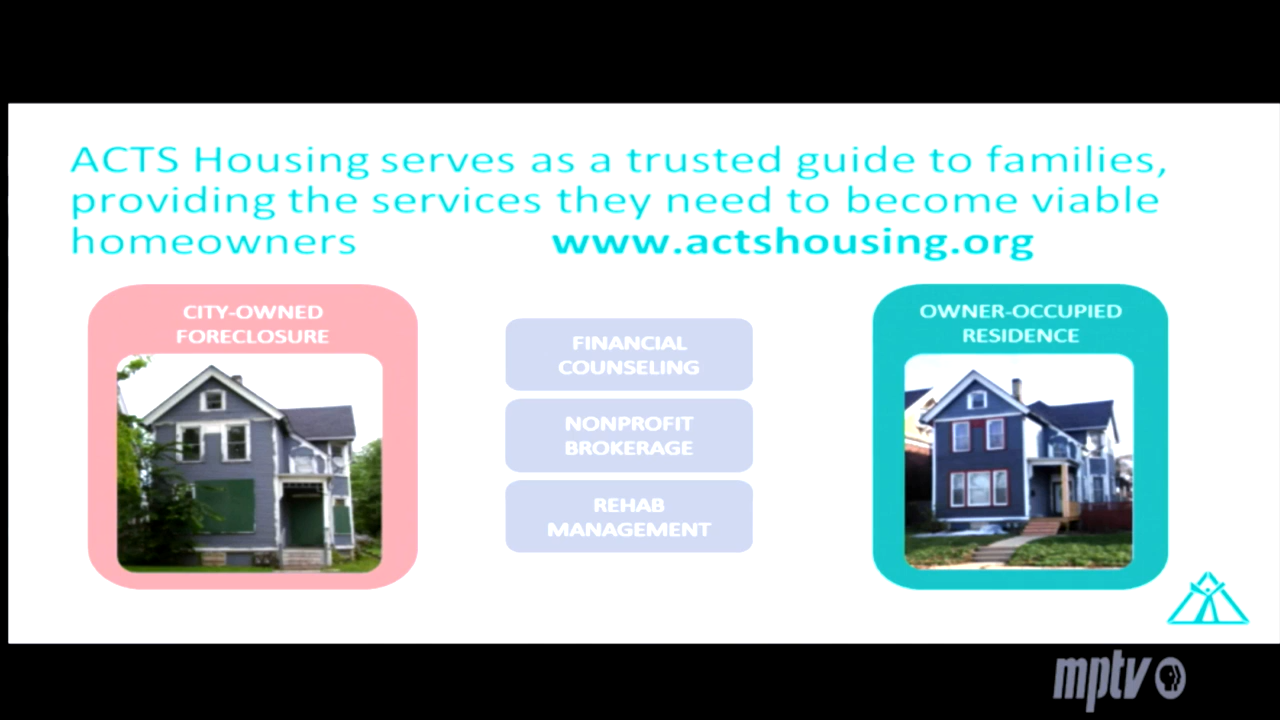 ACTS Housing serves as a trusted guide to families,
providing the services they need to become viable
homeowners www.actshousing.org
CITY-OWNED
FORECLOSURE
FINANCIAL
COUNSELING
NONPROFIT
BROKERAGE
REHAB
MANAGEMENT
OWNER-OCCUPIED
RESIDENCE
mptv